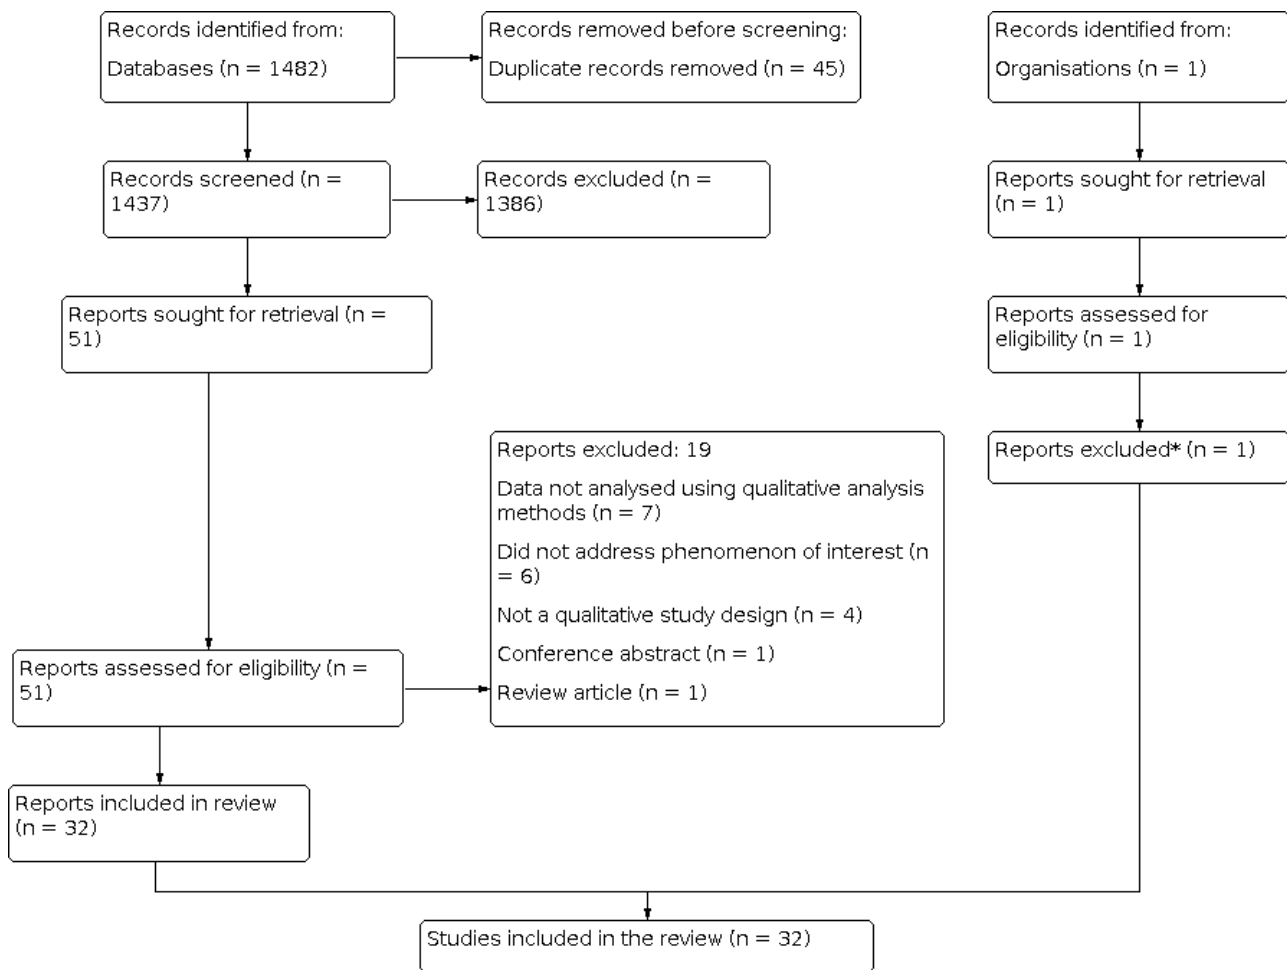 Records identified from:
Databases (n = 1482)
Records removed before screening:
Duplicate records removed (n = 45)
Records identified from:
Organisations (n = 1)
Records screened (n =
1437)
Records excluded (n =
1386)
Reports sought for retrieval
(n = 1)
Reports sought for retrieval (n =
51)
Reports assessed for
eligibility (n = 1)
Reports excluded: 19
Data not analysed using qualitative analysis
methods (n = 7)
Did not address phenomenon of interest (n
= 6)
Not a qualitative study design (n = 4)
Conference abstract (n = 1)
Review article (n = 1)
Reports excluded* (n = 1)
Reports assessed for eligibility (n =
51)
Reports included in review
(n = 32)
Studies included in the review (n = 32)